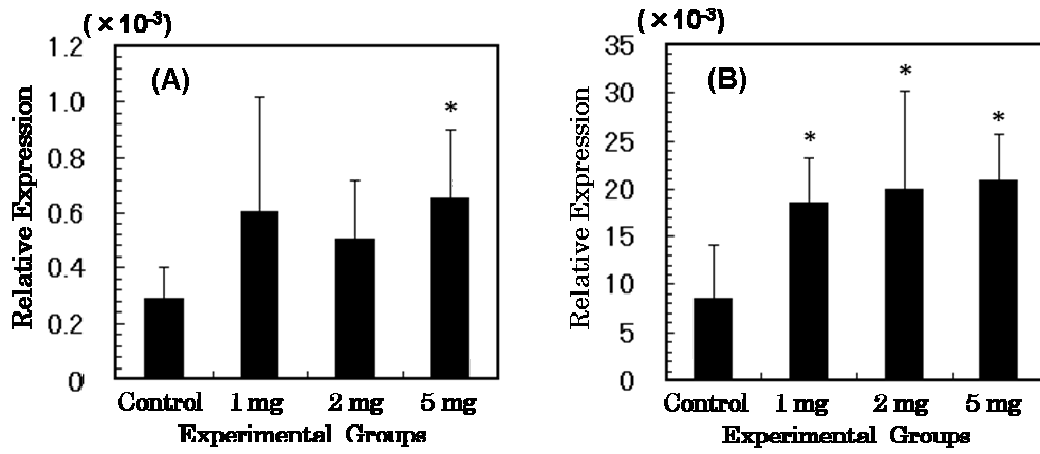 (×10-3)
1.2
1.0
0.8
0.6
0.4
0.2
0
Relative Expression
(A)
*
Control 1 mg 2 mg 5 mg
Experimental Groups
(×10-3)
35
30
25
20
15
10
5
0
Relative Expression
(B)
* * *
Control 1 mg 2 mg 5 mg
Experimental Groups